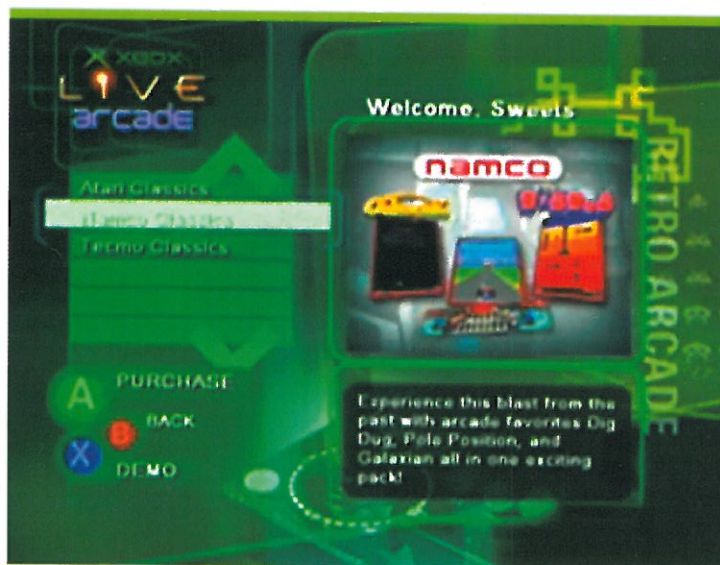 XBOX
LIVE
arcade
Welcome, Sweets
namco
Atari Classics
Namco Classics
Tecmo Classics
RETRO ARCADE
A PURCHASE
B BACK
X DEMO
Experience this blast from the
past with arcade favorites Dig
Dug, Pole Position, and
Galaxian all in one exciting
pack!